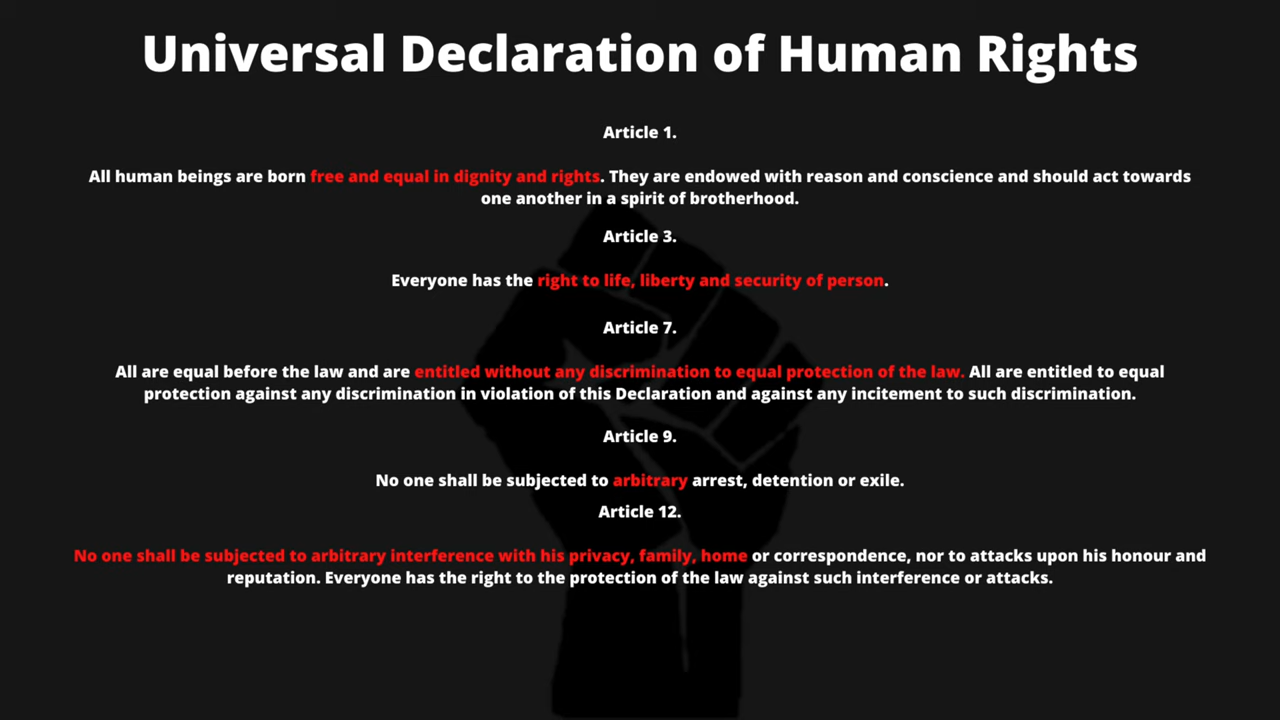 Universal Declaration of Human Rights
Article 1.
All human beings are born free and equal in dignity and rights. They are endowed with reason and conscience and should act towards
one another in a spirit of brotherhood.
Article 3.
Everyone has the right to life, liberty and security of person.
Article 7.
All are equal before the law and are entitled without any discrimination to equal protection of the law. All are entitled to equal
protection against any discrimination in violation of this Declaration and against any incitement to such discrimination.
Article 9.
No one shall be subjected to arbitrary arrest, detention or exile.
Article 12.
No one shall be subjected to arbitrary interference with his privacy, family, home or correspondence, nor to attacks upon his honour and
reputation. Everyone has the right to the protection of the law against such interference or attacks.